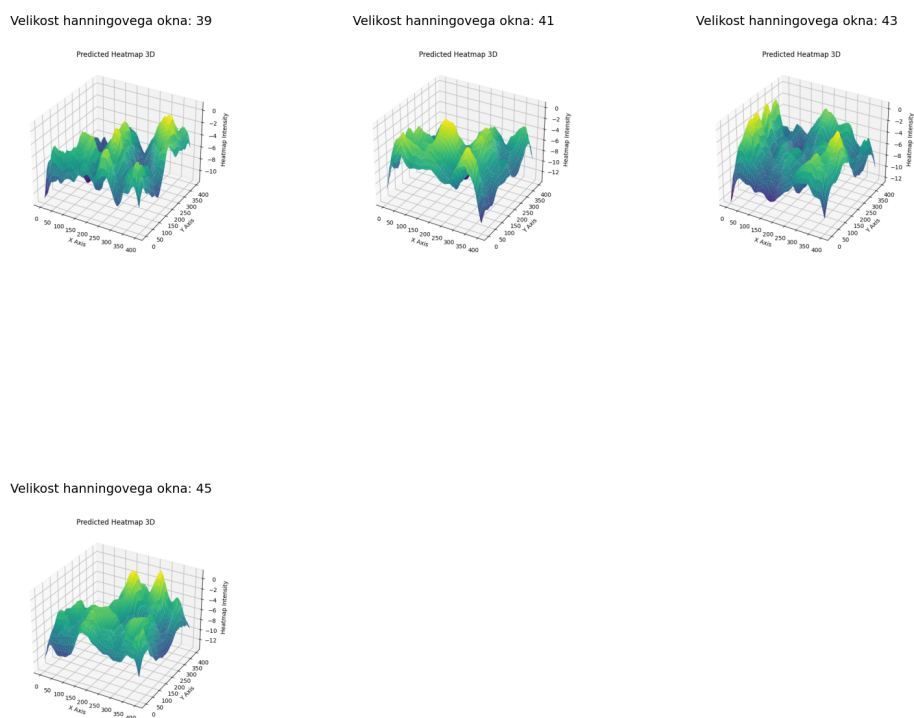 Velikost hanningovega okna: 39
Velikost hanningovega okna: 41
Velikost hanningovega okna: 43
Predicted Heatmap 3D
Predicted Heatmap 3D
Predicted Heatmap 3D
0
−2
−4
−6
−8
−10
Heatmap Intensity
0 50 100 150 200 250 300 350 400
X Axis
0 50 100 150 200 250 300 350 400
Y Axis
0
−2
−4
−6
−8
−10
−12
Heatmap Intensity
0 50 100 150 200 250 300 350 400
X Axis
0 50 100 150 200 250 300 350 400
Y Axis
0
−2
−4
−6
−8
−10
−12
Heatmap Intensity
0 50 100 150 200 250 300 350 400
X Axis
0 50 100 150 200 250 300 350 400
Y Axis
Velikost hanningovega okna: 45
Predicted Heatmap 3D
0
−2
−4
−6
−8
−10
−12
Heatmap Intensity
0 50 100 150 200 250 300 350 400
X Axis
0 50 100 150 200 250 300 350 400
Y Axis